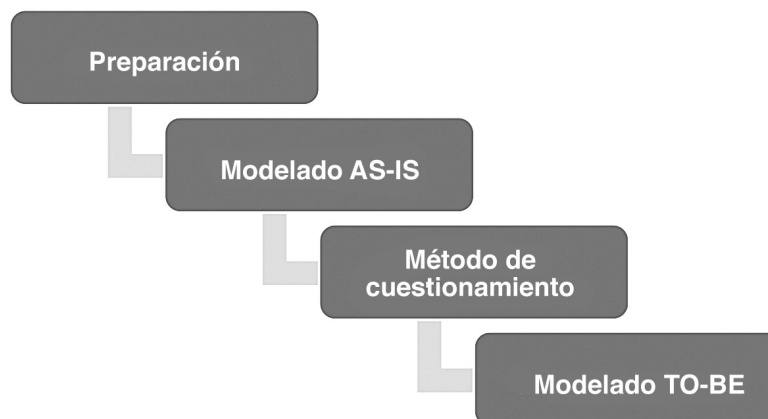 Preparación
Modelado AS-IS
Método de
cuestionamiento
Modelado TO-BE